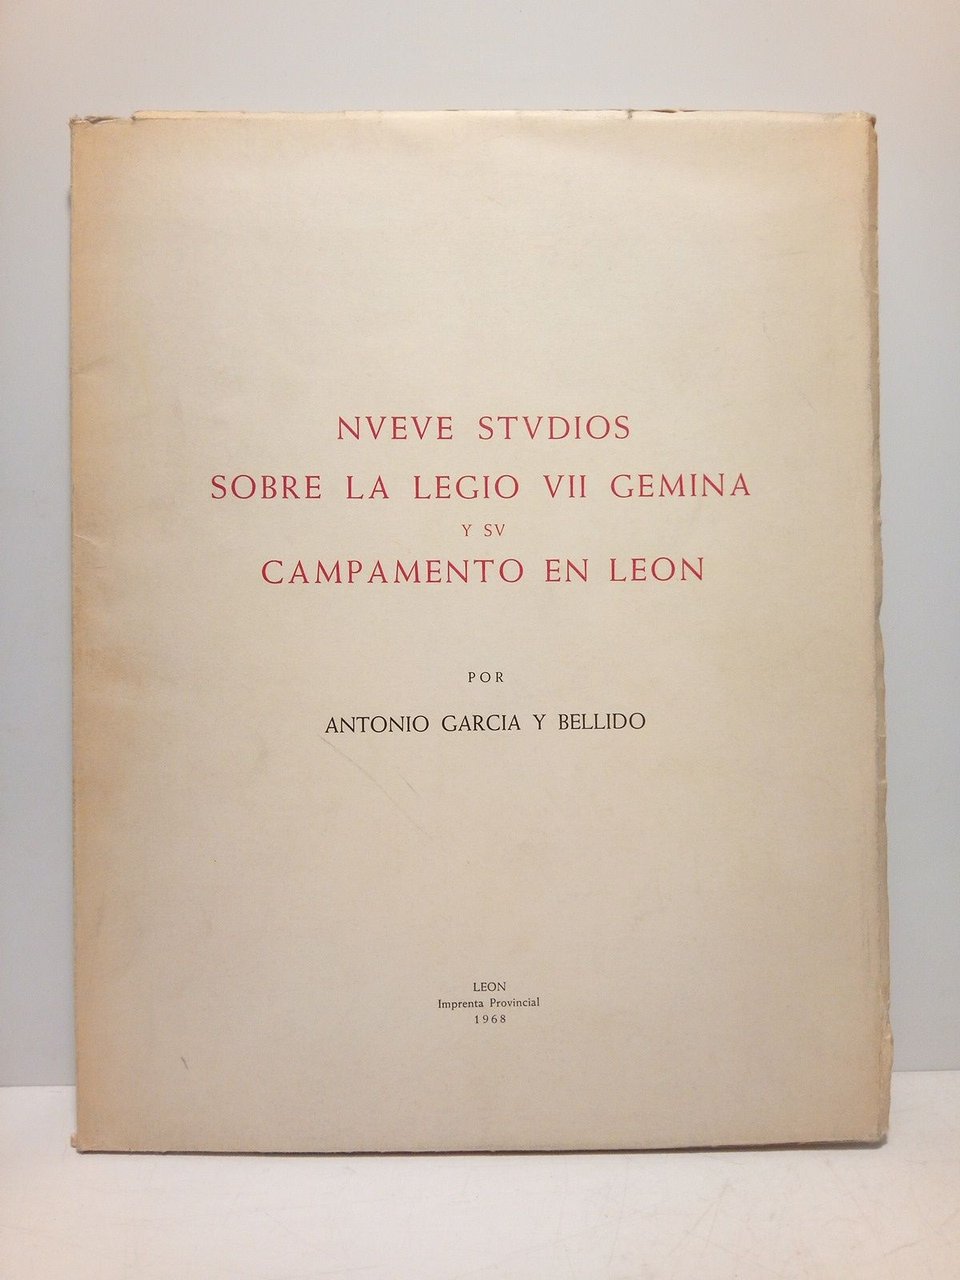 NVEVE STVDIOS
SOBRE LA LEGIO VII GEMINA
Y SV
CAMPAMENTO EN LEON
POR
ANTONIO GARCIA Y BELLIDO
LEON
Imprenta Provincial
1968